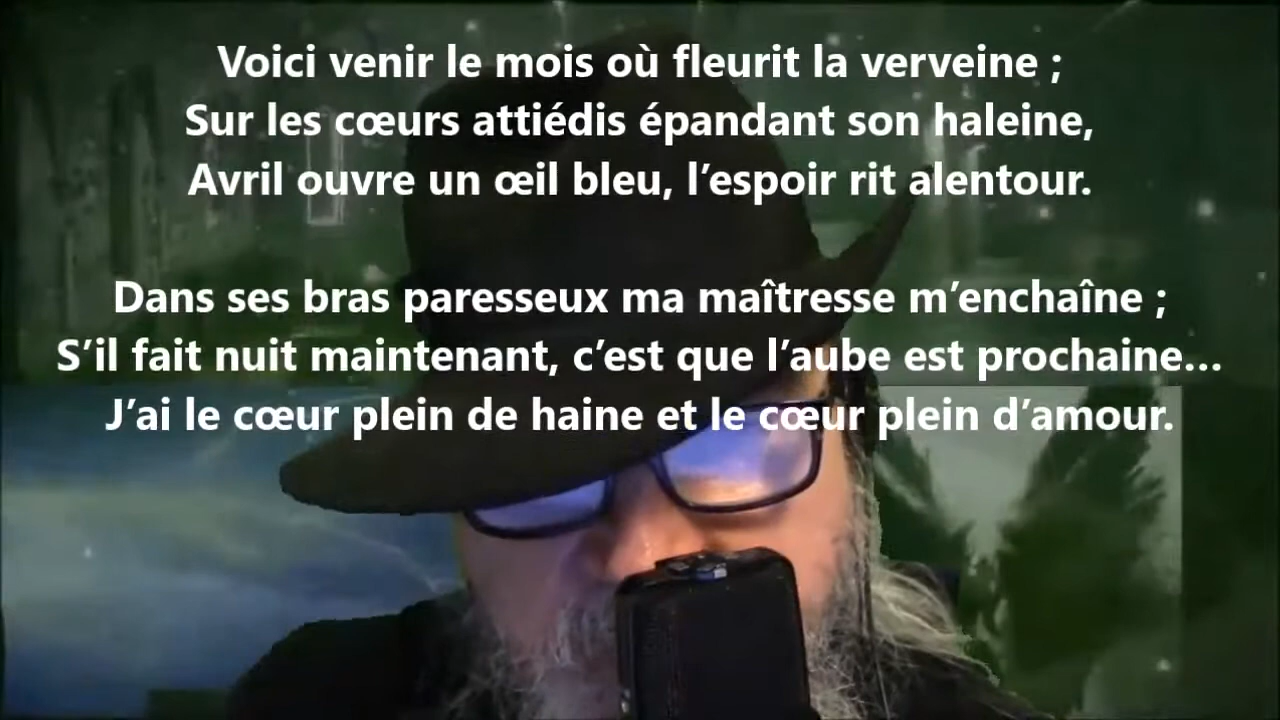 Voici venir le mois où fleurit la verveine ;
Sur les cœurs attiédis épandant son haleine,
Avril ouvre un œil bleu, l’espoir rit alentour.
Dans ses bras paresseux ma maîtresse m’enchaîne ;
S’il fait nuit maintenant, c’est que l’aube est prochaine…
J’ai le cœur plein de haine et le cœur plein d’amour.